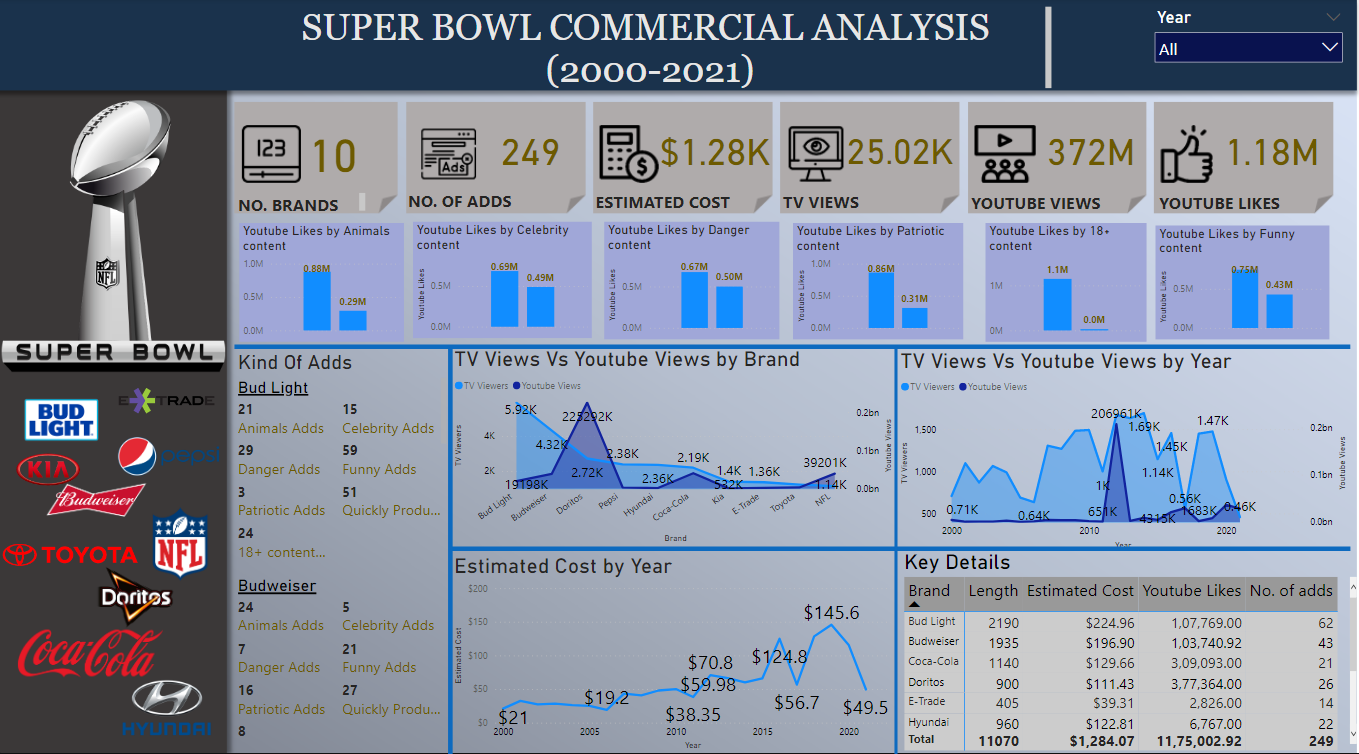 SUPER BOWL COMMERCIAL ANALYSIS
(2000-2021)
Year
All
123
10
NO. BRANDS
Ads
249
NO. OF ADDS
$1.28K
ESTIMATED COST
25.02K
TV VIEWS
372M
YOUTUBE VIEWS
1.18M
YOUTUBE LIKES
Youtube Likes by Animals
content
1.0M
0.5M
0.0M
0.88M
0.29M
Youtube Likes by Celebrity
content
Youtube Likes
0.5M
0.0M
0.69M
0.49M
Youtube Likes by Danger
content
Youtube Likes
0.5M
0.0M
0.67M
0.50M
Youtube Likes by Patriotic
content
Youtube Likes
1.0M
0.5M
0.0M
0.86M
0.31M
Youtube Likes by 18+
content
1M
0M
1.1M
0.0M
Youtube Likes by Funny
content
Youtube Likes
0.5M
0.0M
0.75M
0.43M
NFL
SUPER BOWL
E*TRADE
BUD
LIGHT
pepsi
KIA
Budweiser
NFL
TOYOTA
Doritos
Coca-Cola
HYUNDAI
Kind Of Adds
Bud Light
21 15
Animals Adds Celebrity Adds
29 59
Danger Adds Funny Adds
3 51
Patriotic Adds Quickly Produ...
24
18+ content...
Budweiser
24 5
Animals Adds Celebrity Adds
7 21
Danger Adds Funny Adds
16 27
Patriotic Adds Quickly Produ...
8
TV Views Vs Youtube Views by Brand
TV Viewers Youtube Views
TV Viewers
4K
2K
5.92K
225292K
4.32K
2.72K
2.38K
2.36K
2.19K
1.4K
1.36K
39201K
19198K
532K
1.14K
0.2bn
0.1bn
0.0bn
Youtube Views
Bud Light
Budweiser
Doritos
Pepsi
Hyundai
Coca-Cola
Kia
E-Trade
Toyota
NFL
Brand
TV Views Vs Youtube Views by Year
TV Viewers Youtube Views
TV Viewers
1,500
1,000
500
206961K
1.69K
1.47K
1.45K
1.14K
1K
0.71K
0.64K
651K
4315K
0.56K
1683K
0.46K
0.2bn
0.1bn
0.0bn
Youtube Views
2000 2010 2020
Year
Estimated Cost by Year
Estimated Cost
$200
$150
$100
$50
$0
$145.6
$70.8
$124.8
$59.98
$19.2
$56.7
$49.5
$38.35
$21
2000 2005 2010 2015 2020
Year
Key Details
Brand Length Estimated Cost Youtube Likes No. of adds
Bud Light 2190 $224.96 1,07,769.00 62
Budweiser 1935 $196.90 1,03,740.92 43
Coca-Cola 1140 $129.66 3,09,093.00 21
Doritos 900 $111.43 3,77,364.00 26
E-Trade 405 $39.31 2,826.00 14
Hyundai 960 $122.81 6,767.00 22
Total 11070 $1,284.07 11,75,002.92 249